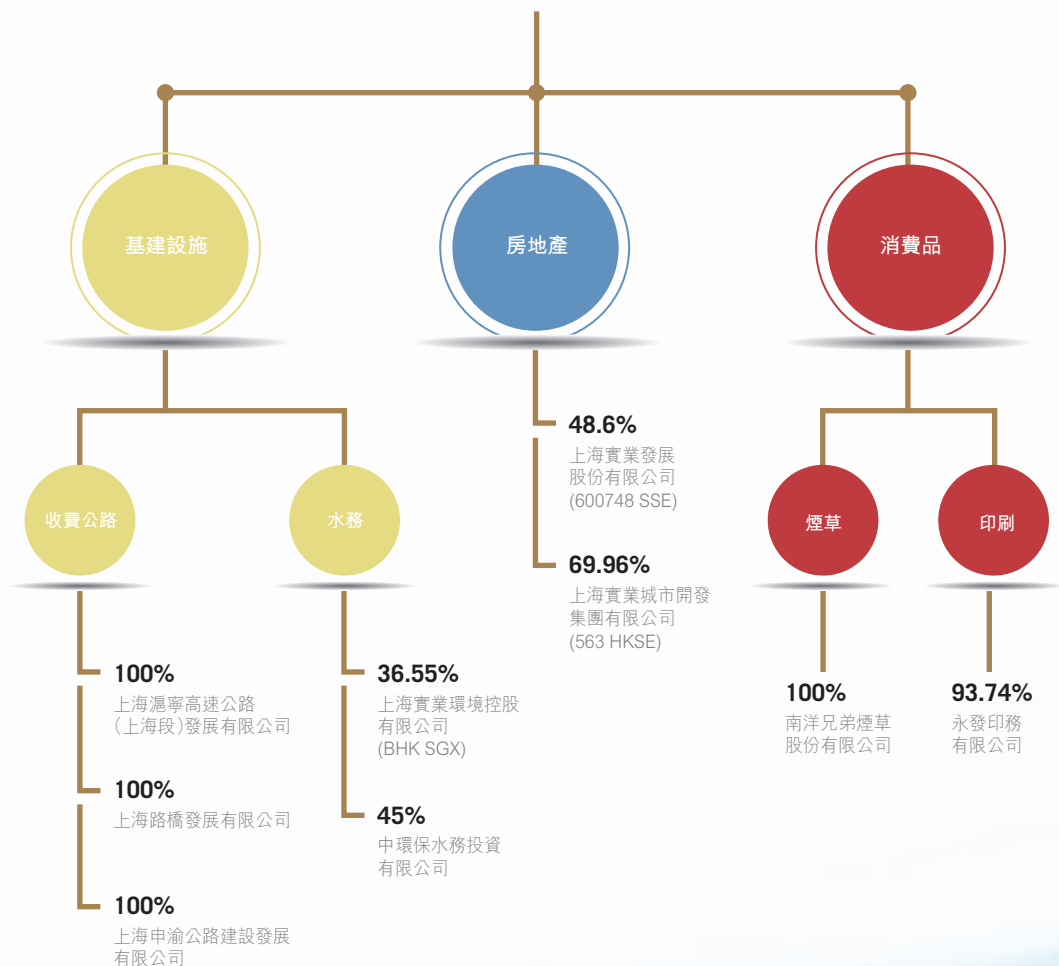 基建設施
房地產
消費品
收費公路
水務
煙草
印刷
48.6%
上海實業發展
股份有限公司
(600748 SSE)
69.96%
上海實業城市開發
集團有限公司
(563 HKSE)
100%
上海滬寧高速公路
（上海段）發展有限公司
100%
上海路橋發展有限公司
100%
上海申渝公路建設發展
有限公司
36.55%
上海實業環境控股
有限公司
(BHK SGX)
45%
中環保水務投資
有限公司
100%
南洋兄弟煙草
股份有限公司
93.74%
永發印務
有限公司